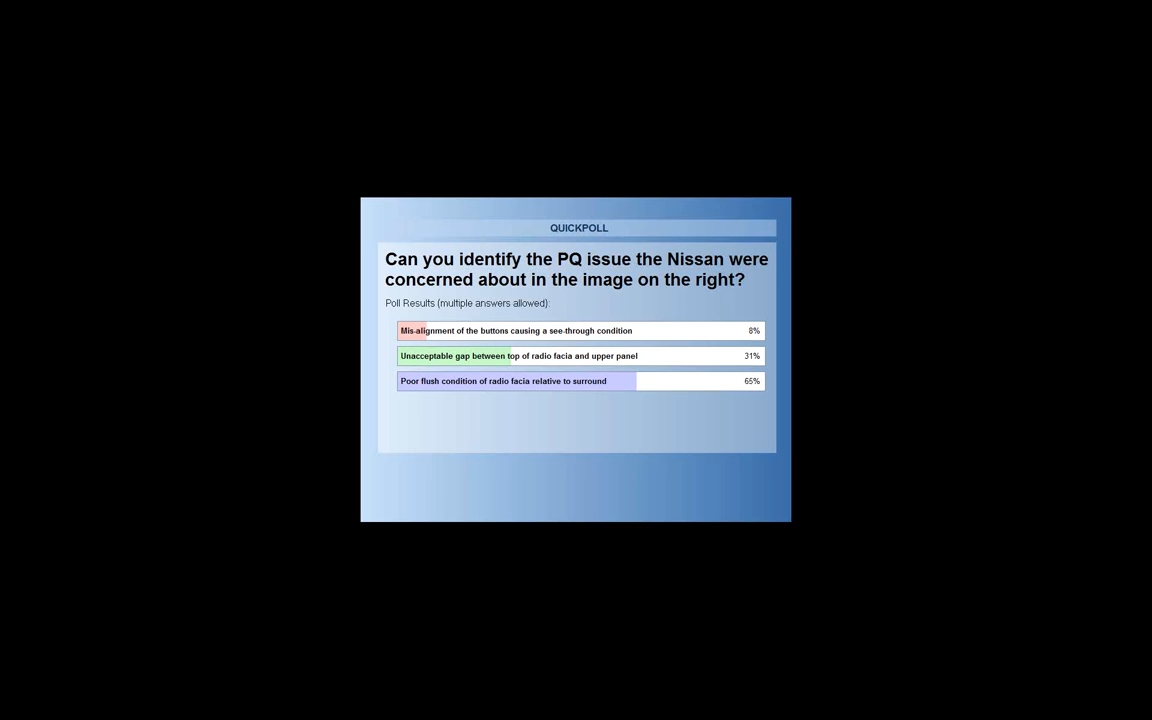 QUICKPOLL
Can you identify the PQ issue the Nissan were
concerned about in the image on the right?
Poll Results (multiple answers allowed):
Mis-alignment of the buttons causing a see-through condition 8%
Unacceptable gap between top of radio facia and upper panel 31%
Poor flush condition of radio facia relative to surround 65%